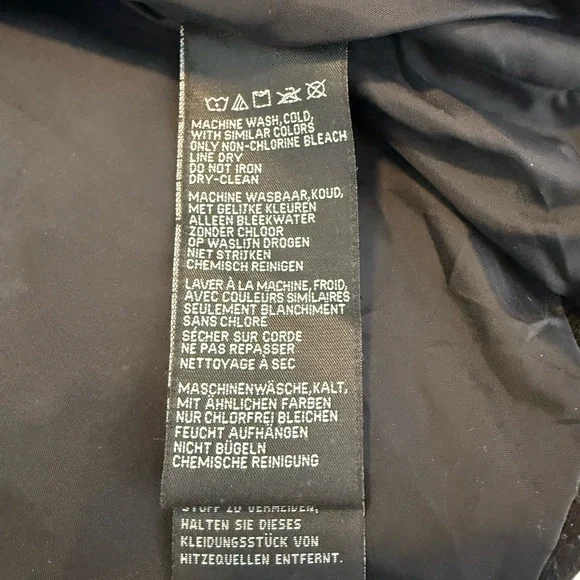 MACHINE WASH, COLD,
WITH SIMILAR COLORS
ONLY NON-CHLORINE BLEACH
LINE DRY
DO NOT IRON
DRY-CLEAN
MACHINE WASBAAR, KOUD,
MET GELIJKE KLEUREN
ALLEEN BLEEKWATER
ZONDER CHLOOR
OP WASLIJN DROGEN
NIET STRIJKEN
CHEMISCH REINIGEN
LAVER À LA MACHINE, FROID,
AVEC COULEURS SIMILAIRES
SEULEMENT BLANCHIMENT
SANS CHLORE
SÉCHER SUR CORDE
NE PAS REPASSER
NETTOYAGE À SEC
MASCHINENWÄSCHE, KALT,
MIT ÄHNLICHEN FARBEN
NUR CHLORFREI BLEICHEN
FEUCHT AUFHÄNGEN
NICHT BÜGELN
CHEMISCHE REINIGUNG
STOFF ZU VERMEIDEN,
HALTEN SIE DIESES
KLEIDUNGSSTÜCK VON
HITZEQUELLEN ENTFERNT.